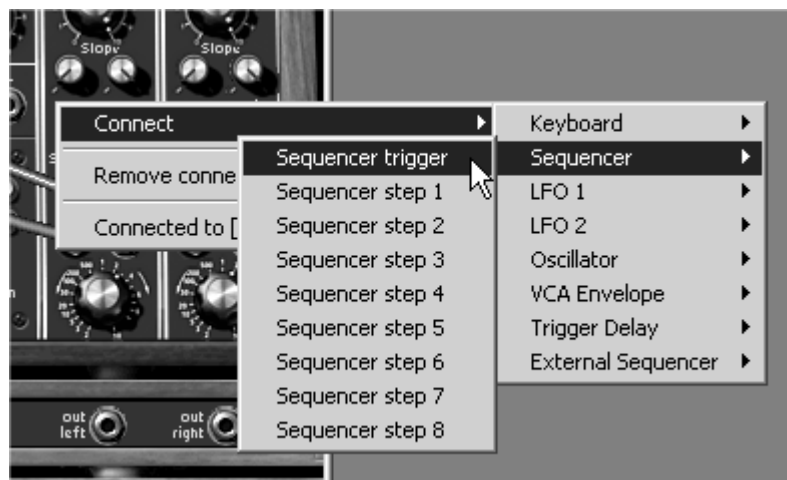 Slope
Slope
Connect
Remove conne
Connected to [
Sequencer trigger
Sequencer step 1
Sequencer step 2
Sequencer step 3
Sequencer step 4
Sequencer step 5
Sequencer step 6
Sequencer step 7
Sequencer step 8
Keyboard
Sequencer
LFO 1
LFO 2
Oscillator
VCA Envelope
Trigger Delay
External Sequencer
out left
out right